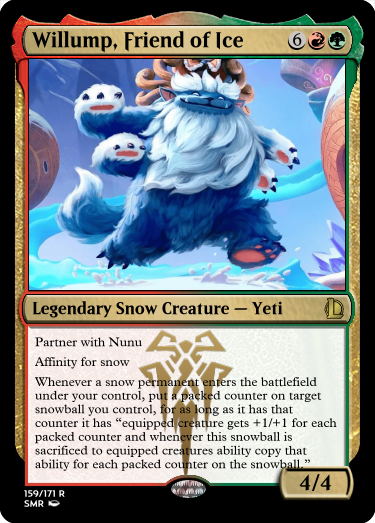 Willump, Friend of Ice 6
Legendary Snow Creature — Yeti
Partner with Nunu
Affinity for snow
Whenever a snow permanent enters the battlefield
under your control, put a packed counter on target
snowball you control, for as long as it has that
counter it has “equipped creature gets +1/+1 for each
packed counter and whenever this snowball is
sacrificed to equipped creatures ability copy that
ability for each packed counter on the snowball.”
4/4
159/171 R
SMR